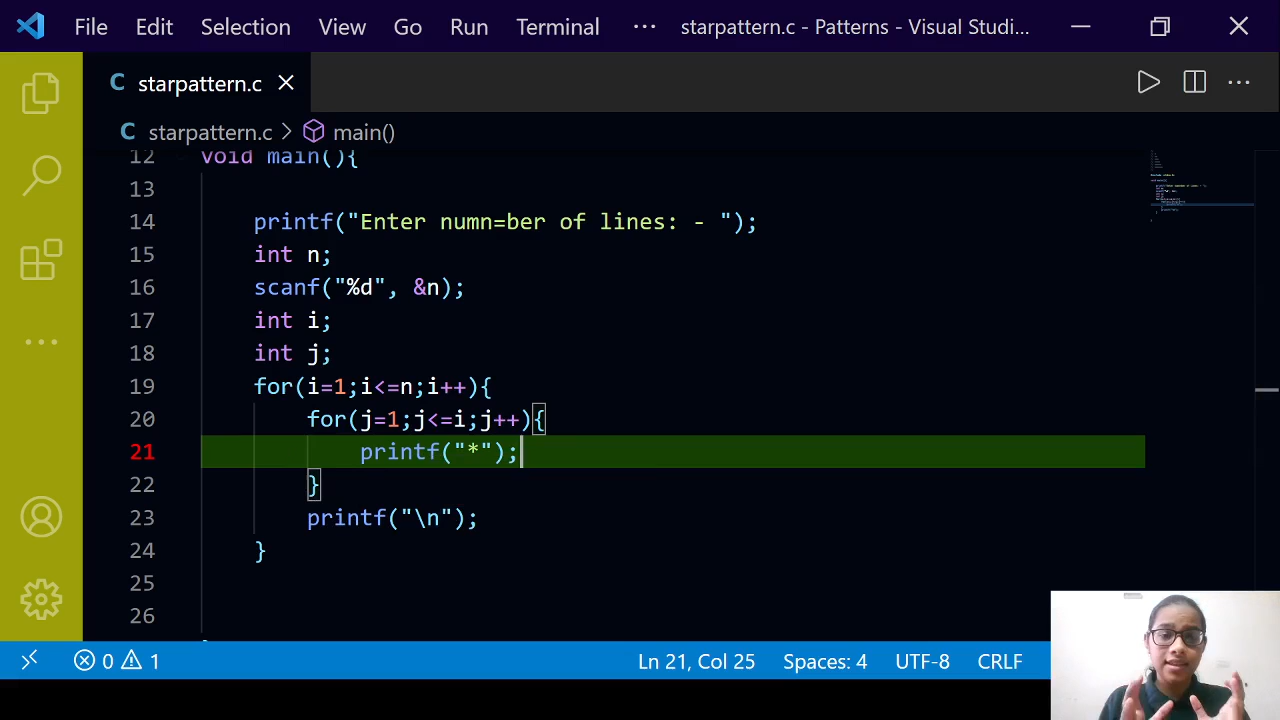 File Edit Selection View Go Run Terminal ··· starpattern.c - Patterns - Visual Studi...
C starpattern.c
C starpattern.c > main()
12 void main(){
13
14 printf("Enter numn=ber of lines: - ");
15 int n;
16 scanf("%d", &n);
17 int i;
18 int j;
19 for(i=1;i<=n;i++){
20 for(j=1;j<=i;j++){
21 printf("*");
22 }
23 printf("\n");
24 }
25
26
0 1 Ln 21, Col 25 Spaces: 4 UTF-8 CRLF